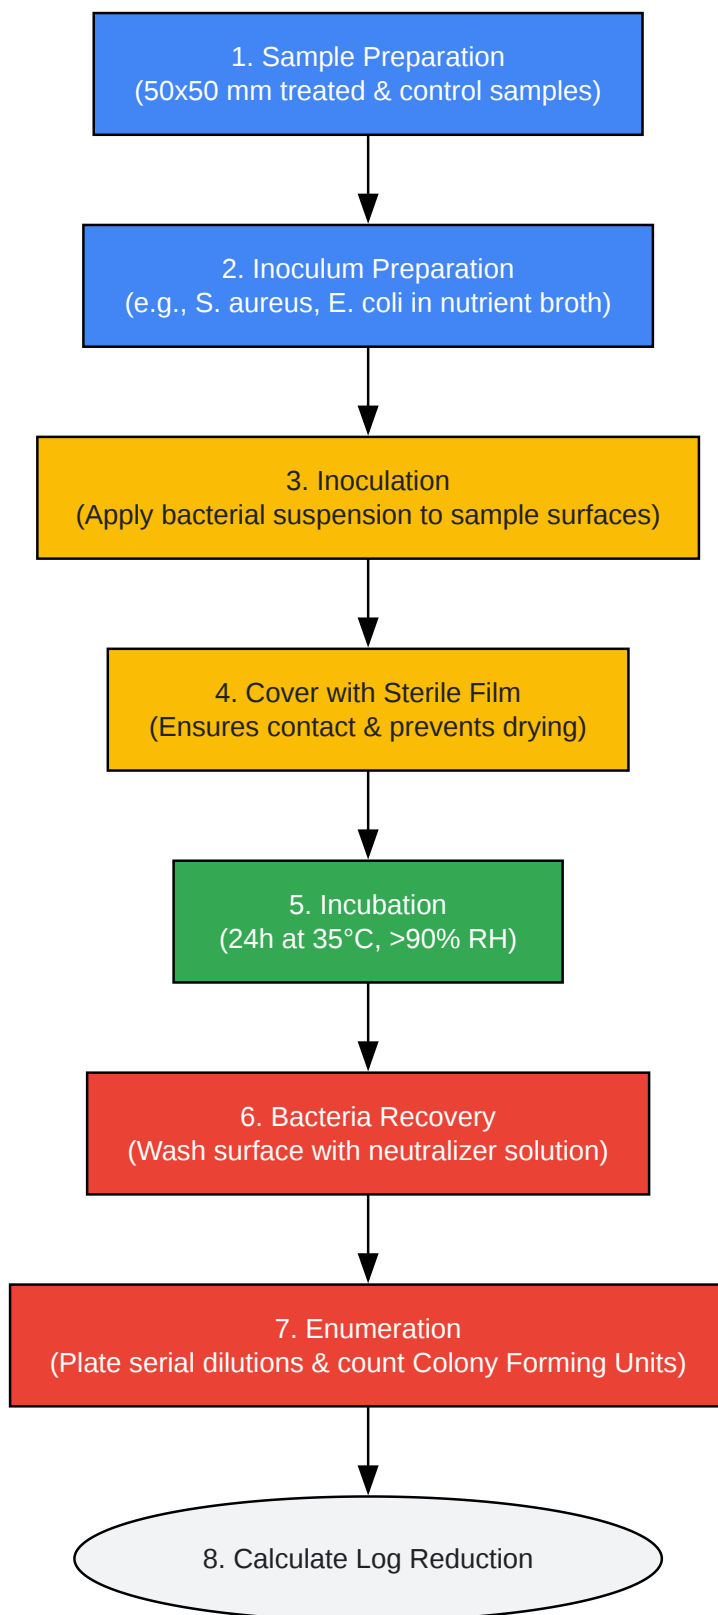 1. Sample Preparation
(50x50 mm treated & control samples)
2. Inoculum Preparation
(e.g., S. aureus, E. coli in nutrient broth)
3. Inoculation
(Apply bacterial suspension to sample surfaces)
4. Cover with Sterile Film
(Ensures contact & prevents drying)
5. Incubation
(24h at 35°C, >90% RH)
6. Bacteria Recovery
(Wash surface with neutralizer solution)
7. Enumeration
(Plate serial dilutions & count Colony Forming Units)
8. Calculate Log Reduction